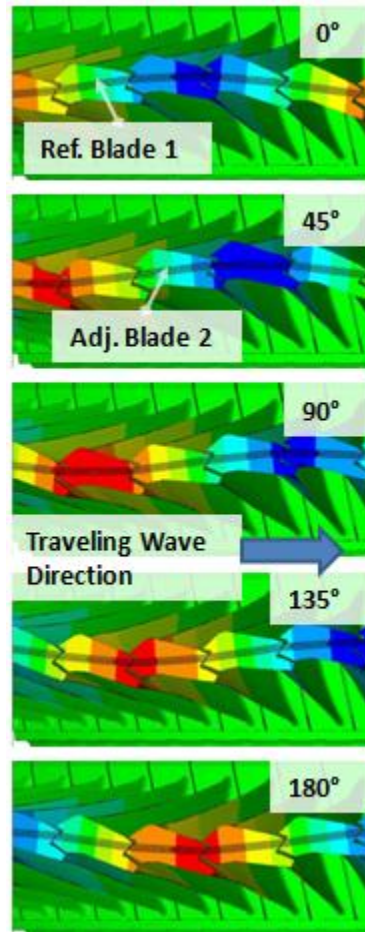 0°
Ref. Blade 1
45°
Adj. Blade 2
90°
Traveling Wave
Direction
135°
180°